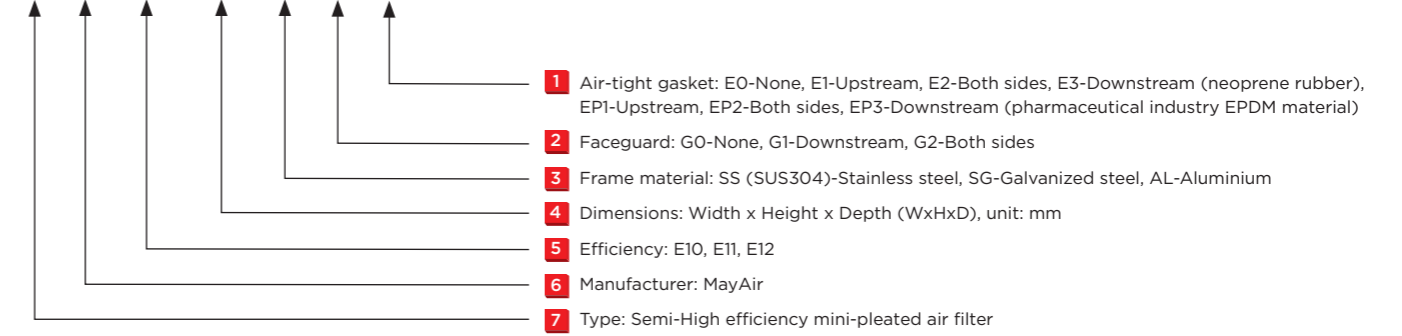 1 Air-tight gasket: E0-None, E1-Upstream, E2-Both sides, E3-Downstream (neoprene rubber),
EP1-Upstream, EP2-Both sides, EP3-Downstream (pharmaceutical industry EPDM material)
2 Faceguard: G0-None, G1-Downstream, G2-Both sides
3 Frame material: SS (SUS304)-Stainless steel, SG-Galvanized steel, AL-Aluminium
4 Dimensions: Width x Height x Depth (WxHxD), unit: mm
5 Efficiency: E10, E11, E12
6 Manufacturer: MayAir
7 Type: Semi-High efficiency mini-pleated air filter